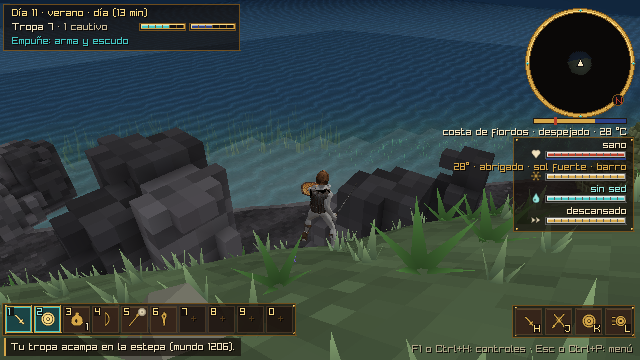 Día 11 · verano · día (13 min)
Tropa 7 · 1 cautivo
Empuñe: arma y escudo
N
costa de fiordos · despejado · 28 °C
sano
28° · abrigado · sol fuerte · barro
sin sed
descansado
1 2 3 4 5 6 7 8 9 0
1
H J K L
Tu tropa acampa en la estepa (mundo 1206).
F1 o Ctrl+H: controles · Esc o Ctrl+P: menú